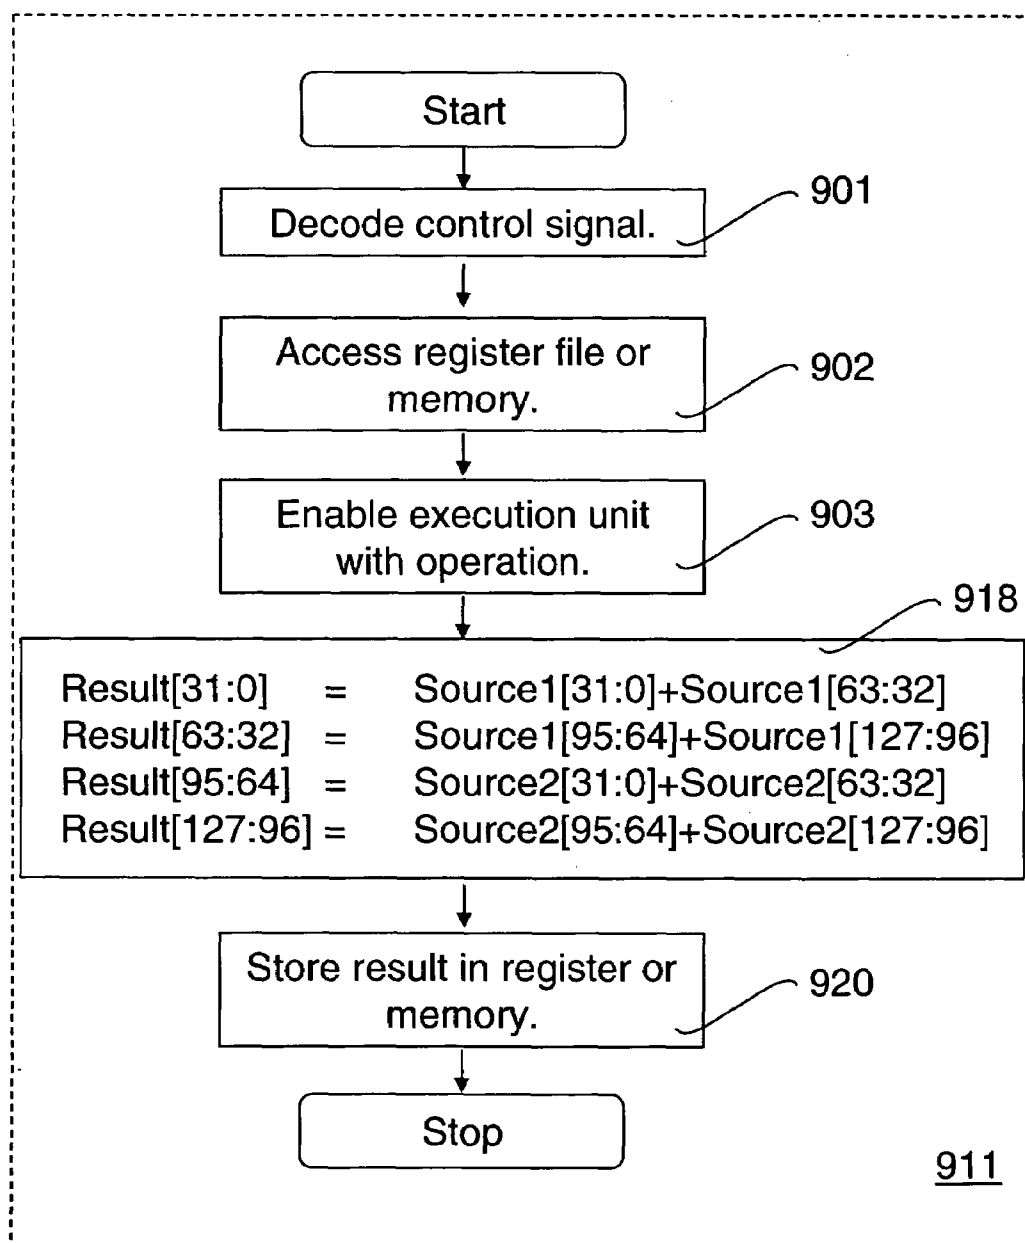 Start
901
Decode control signal.
Access register file or
memory.
902
Enable execution unit
with operation.
903
918
Result[31:0] = Source1[31:0]+Source1[63:32]
Result[63:32] = Source1[95:64]+Source1[127:96]
Result[95:64] = Source2[31:0]+Source2[63:32]
Result[127:96] = Source2[95:64]+Source2[127:96]
Store result in register or
memory.
920
Stop
911